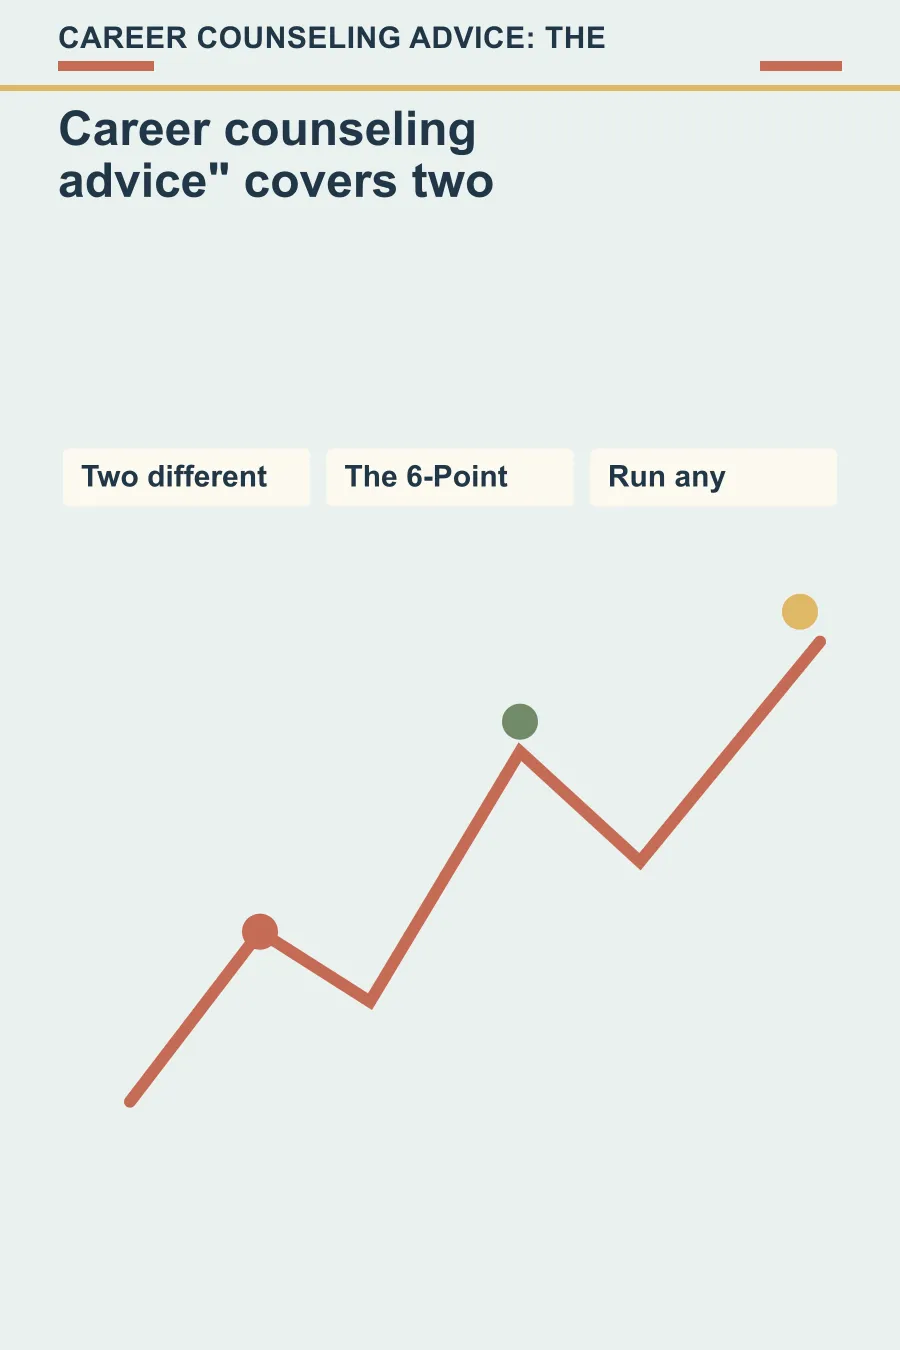 CAREER COUNSELING ADVICE: THE
Career counseling
advice" covers two
Two different
The 6-Point
Run any